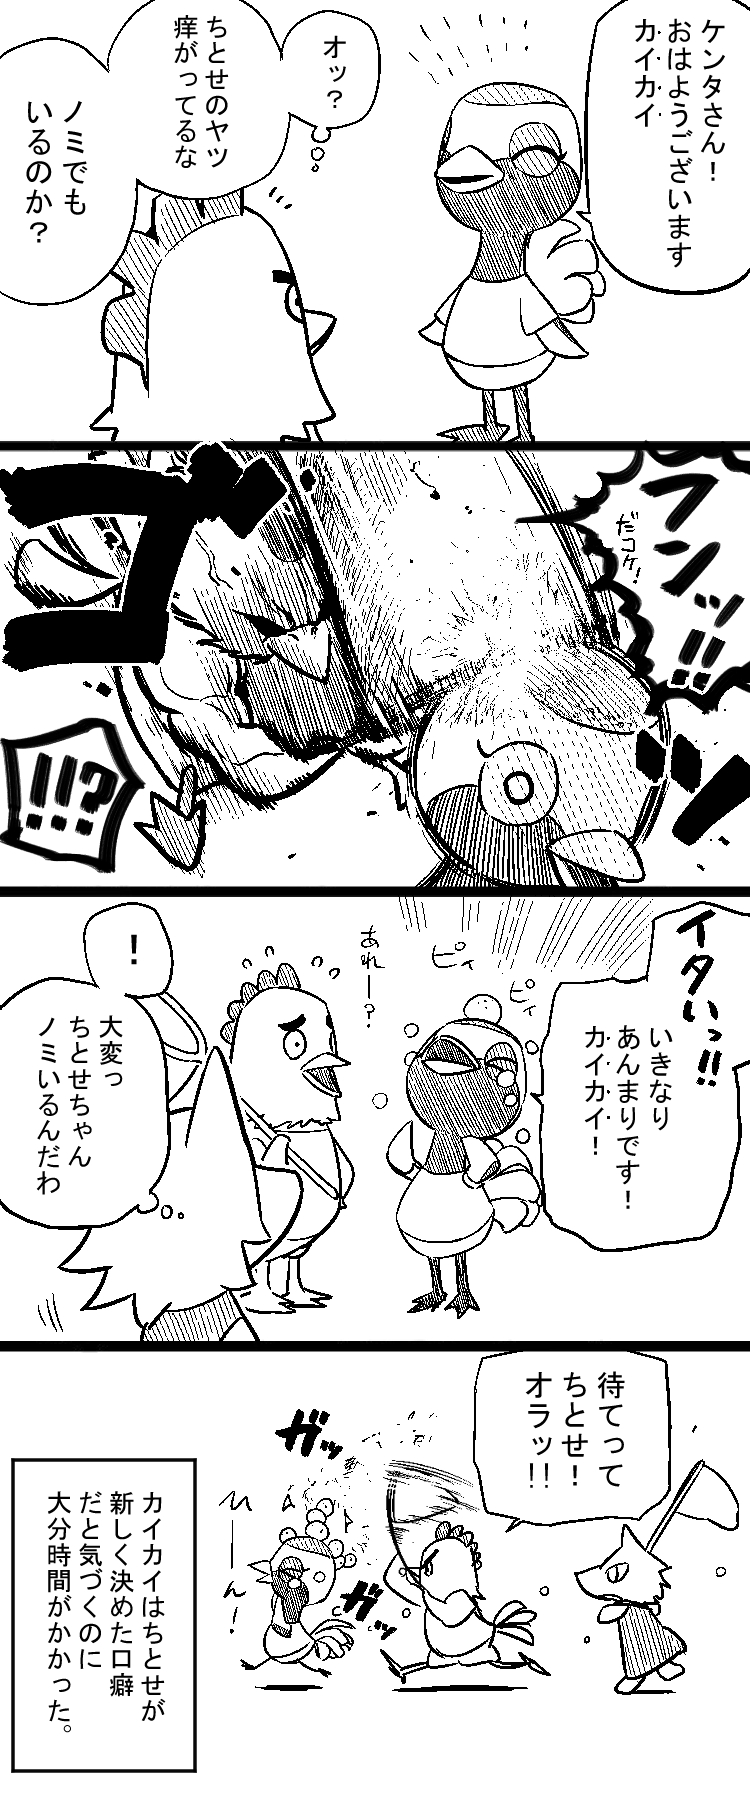 ケンタさん！
おはようございます
カイカイ
オッ？
ちとせのヤツ
痒がってるな
ノミでも
いるのか？
フンッ!!
だコケ！
ゴッ
!!?
イタいっ!!
いきなり
あんまりです！
カイカイ！
ピィ
ピィ
あれー？
！
大変っ
ちとせちゃん
ノミいるんだわ
待てって
ちとせ！
オラッ!!
ガッ
ガッ
ひーん！
カイカイはちとせが
新しく決めた口癖
だと気づくのに
大分時間がかかった。